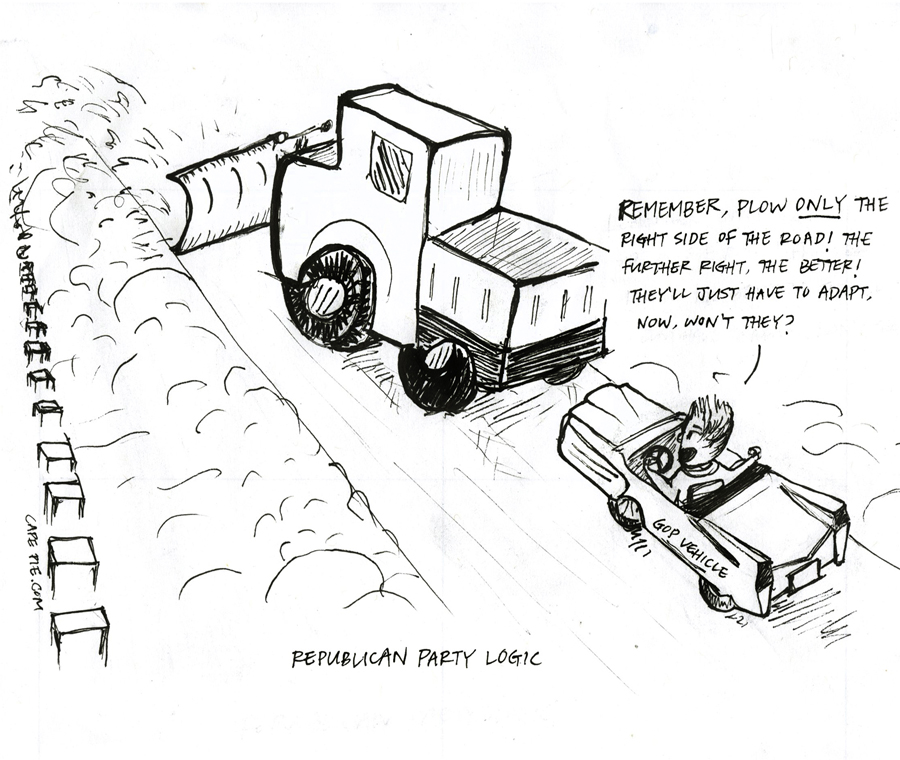 REMEMBER, PLOW ONLY THE
RIGHT SIDE OF THE ROAD! THE
FURTHER RIGHT, THE BETTER!
THEY'LL JUST HAVE TO ADAPT,
NOW, WON'T THEY?
GOP VEHICLE
CAPE PIE.COM
REPUBLICAN PARTY LOGIC